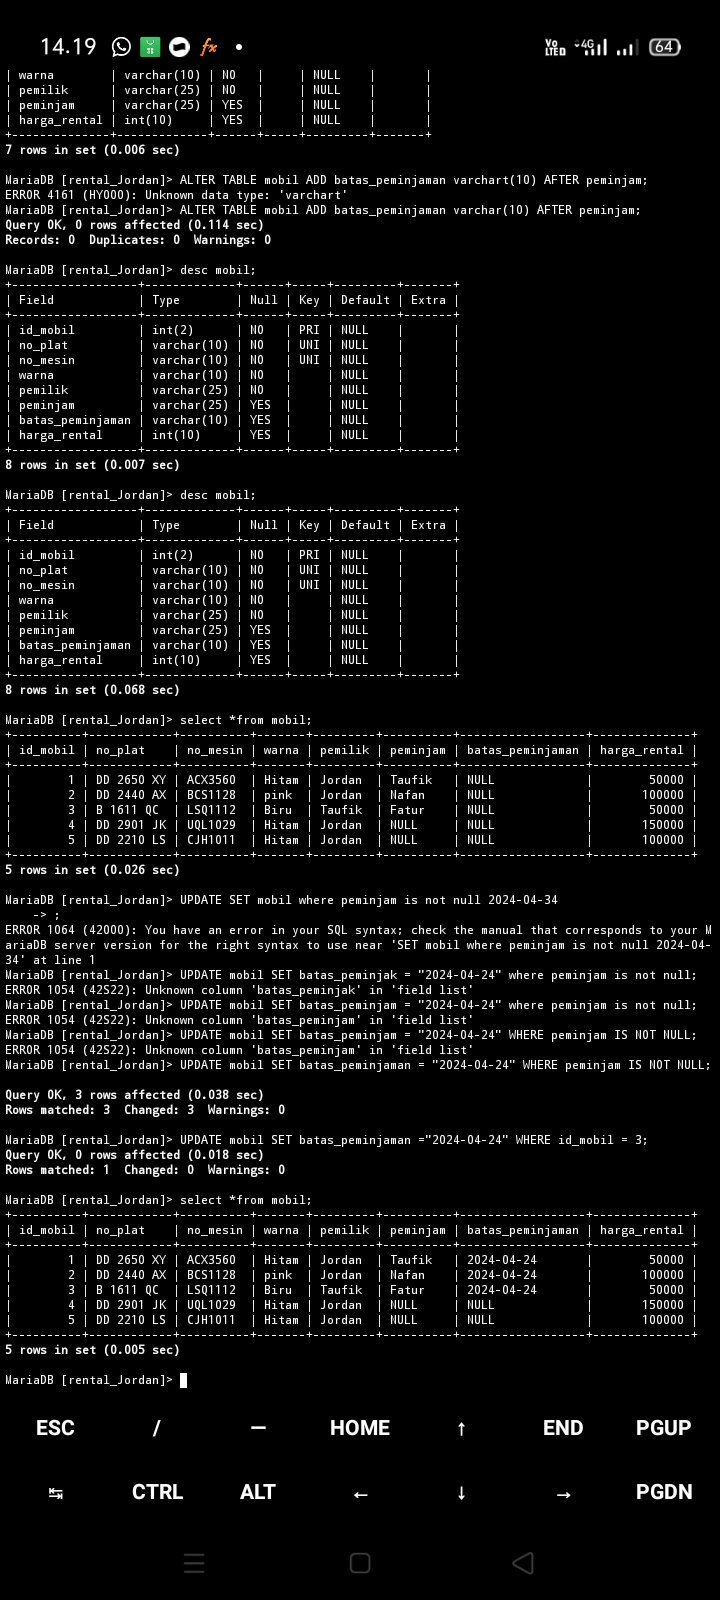 14.19 fx • Vo LTED 4G 64
| warna         | varchar(10) | NO   |     | NULL    |       |
| pemilik       | varchar(25) | NO   |     | NULL    |       |
| peminjam      | varchar(25) | YES  |     | NULL    |       |
| harga_rental  | int(10)     | YES  |     | NULL    |       |
+--------------+-------------+------+-----+---------+-------+
7 rows in set (0.006 sec)
MariaDB [rental_Jordan]> ALTER TABLE mobil ADD batas_peminjaman varchart(10) AFTER peminjam;
ERROR 4161 (HY000): Unknown data type: 'varchart'
MariaDB [rental_Jordan]> ALTER TABLE mobil ADD batas_peminjaman varchar(10) AFTER peminjam;
Query OK, 0 rows affected (0.114 sec)
Records: 0  Duplicates: 0  Warnings: 0
MariaDB [rental_Jordan]> desc mobil;
+------------------+-------------+------+-----+---------+-------+
| Field            | Type        | Null | Key | Default | Extra |
+------------------+-------------+------+-----+---------+-------+
| id_mobil         | int(2)      | NO   | PRI | NULL    |       |
| no_plat          | varchar(10) | NO   | UNI | NULL    |       |
| no_mesin         | varchar(10) | NO   | UNI | NULL    |       |
| warna            | varchar(10) | NO   |     | NULL    |       |
| pemilik          | varchar(25) | NO   |     | NULL    |       |
| peminjam         | varchar(25) | YES  |     | NULL    |       |
| batas_peminjaman | varchar(10) | YES  |     | NULL    |       |
| harga_rental     | int(10)     | YES  |     | NULL    |       |
+------------------+-------------+------+-----+---------+-------+
8 rows in set (0.007 sec)
MariaDB [rental_Jordan]> desc mobil;
+------------------+-------------+------+-----+---------+-------+
| Field            | Type        | Null | Key | Default | Extra |
+------------------+-------------+------+-----+---------+-------+
| id_mobil         | int(2)      | NO   | PRI | NULL    |       |
| no_plat          | varchar(10) | NO   | UNI | NULL    |       |
| no_mesin         | varchar(10) | NO   | UNI | NULL    |       |
| warna            | varchar(10) | NO   |     | NULL    |       |
| pemilik          | varchar(25) | NO   |     | NULL    |       |
| peminjam         | varchar(25) | YES  |     | NULL    |       |
| batas_peminjaman | varchar(10) | YES  |     | NULL    |       |
| harga_rental     | int(10)     | YES  |     | NULL    |       |
+------------------+-------------+------+-----+---------+-------+
8 rows in set (0.068 sec)
MariaDB [rental_Jordan]> select *from mobil;
+----------+------------+----------+-------+---------+----------+------------------+--------------+
| id_mobil | no_plat    | no_mesin | warna | pemilik | peminjam | batas_peminjaman | harga_rental |
+----------+------------+----------+-------+---------+----------+------------------+--------------+
|        1 | DD 2650 XY | ACX3560  | Hitam | Jordan  | Taufik   | NULL             |        50000 |
|        2 | DD 2440 AX | BCS1128  | pink  | Jordan  | Nafan    | NULL             |       100000 |
|        3 | B 1611 QC  | LSQ1112  | Biru  | Taufik  | Fatur    | NULL             |        50000 |
|        4 | DD 2901 JK | UQL1029  | Hitam | Jordan  | NULL     | NULL             |       150000 |
|        5 | DD 2210 LS | CJH1011  | Hitam | Jordan  | NULL     | NULL             |       100000 |
+----------+------------+----------+-------+---------+----------+------------------+--------------+
5 rows in set (0.026 sec)
MariaDB [rental_Jordan]> UPDATE SET mobil where peminjam is not null 2024-04-34
    -> ;
ERROR 1064 (42000): You have an error in your SQL syntax; check the manual that corresponds to your M
ariaDB server version for the right syntax to use near 'SET mobil where peminjam is not null 2024-04-
34' at line 1
MariaDB [rental_Jordan]> UPDATE mobil SET batas_peminjak = "2024-04-24" where peminjam is not null;
ERROR 1054 (42S22): Unknown column 'batas_peminjak' in 'field list'
MariaDB [rental_Jordan]> UPDATE mobil SET batas_peminjam = "2024-04-24" where peminjam is not null;
ERROR 1054 (42S22): Unknown column 'batas_peminjam' in 'field list'
MariaDB [rental_Jordan]> UPDATE mobil SET batas_peminjam = "2024-04-24" WHERE peminjam IS NOT NULL;
ERROR 1054 (42S22): Unknown column 'batas_peminjam' in 'field list'
MariaDB [rental_Jordan]> UPDATE mobil SET batas_peminjaman = "2024-04-24" WHERE peminjam IS NOT NULL;
Query OK, 3 rows affected (0.038 sec)
Rows matched: 3  Changed: 3  Warnings: 0
MariaDB [rental_Jordan]> UPDATE mobil SET batas_peminjaman ="2024-04-24" WHERE id_mobil = 3;
Query OK, 0 rows affected (0.018 sec)
Rows matched: 1  Changed: 0  Warnings: 0
MariaDB [rental_Jordan]> select *from mobil;
+----------+------------+----------+-------+---------+----------+------------------+--------------+
| id_mobil | no_plat    | no_mesin | warna | pemilik | peminjam | batas_peminjaman | harga_rental |
+----------+------------+----------+-------+---------+----------+------------------+--------------+
|        1 | DD 2650 XY | ACX3560  | Hitam | Jordan  | Taufik   | 2024-04-24       |        50000 |
|        2 | DD 2440 AX | BCS1128  | pink  | Jordan  | Nafan    | 2024-04-24       |       100000 |
|        3 | B 1611 QC  | LSQ1112  | Biru  | Taufik  | Fatur    | 2024-04-24       |        50000 |
|        4 | DD 2901 JK | UQL1029  | Hitam | Jordan  | NULL     | NULL             |       150000 |
|        5 | DD 2210 LS | CJH1011  | Hitam | Jordan  | NULL     | NULL             |       100000 |
+----------+------------+----------+-------+---------+----------+------------------+--------------+
5 rows in set (0.005 sec)
MariaDB [rental_Jordan]>
ESC / — HOME ↑ END PGUP
↹ CTRL ALT ← ↓ → PGDN